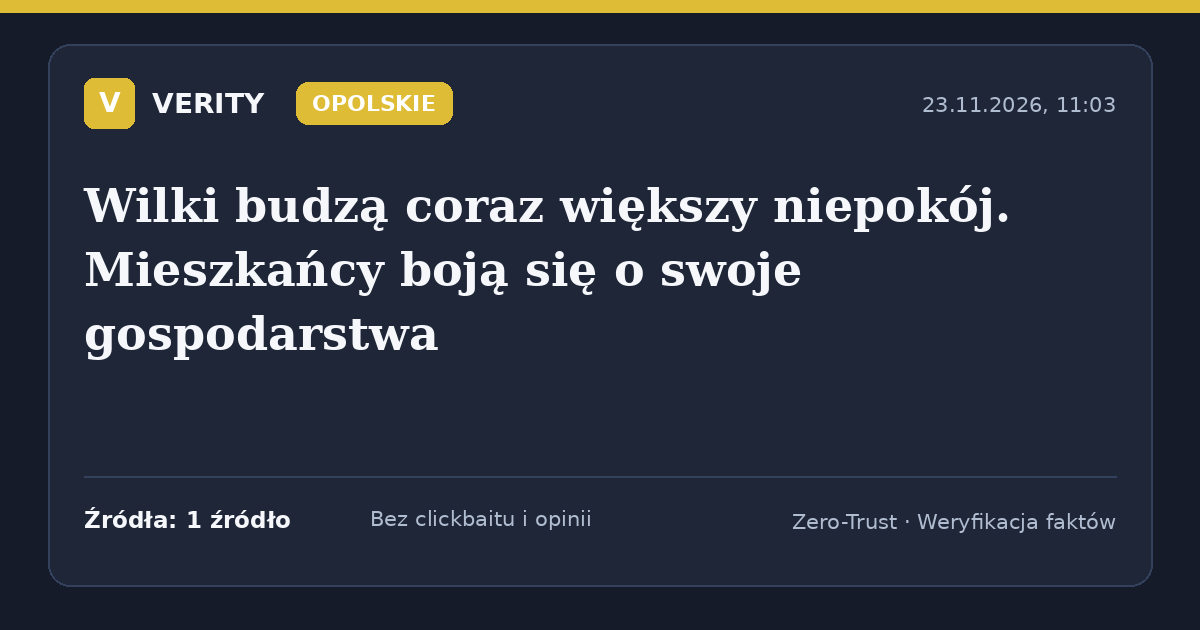 V VERITY OPOLSKIE 23.11.2026, 11:03
Wilki budzą coraz większy niepokój.
Mieszkańcy boją się o swoje
gospodarstwa
Źródła: 1 źródło Bez clickbaitu i opinii Zero-Trust · Weryfikacja faktów